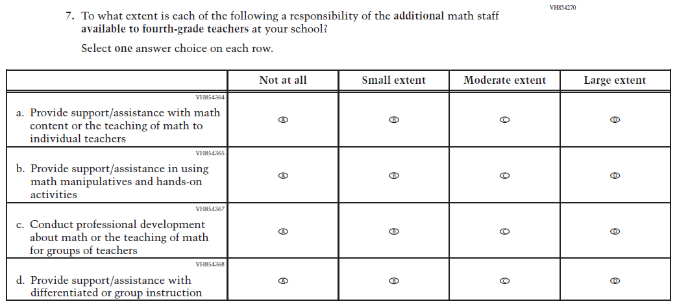 VH854270
7. To what extent is each of the following a responsibility of the additional math staff
available to fourth-grade teachers at your school?
Select one answer choice on each row.
Not at all Small extent Moderate extent Large extent
VH854364
a. Provide support/assistance with math
content or the teaching of math to
individual teachers
A B C D
VH854365
b. Provide support/assistance in using
math manipulatives and hands-on
activities
A B C D
VH854367
c. Conduct professional development
about math or the teaching of math
for groups of teachers
A B C D
VH854368
d. Provide support/assistance with
differentiated or group instruction
A B C D